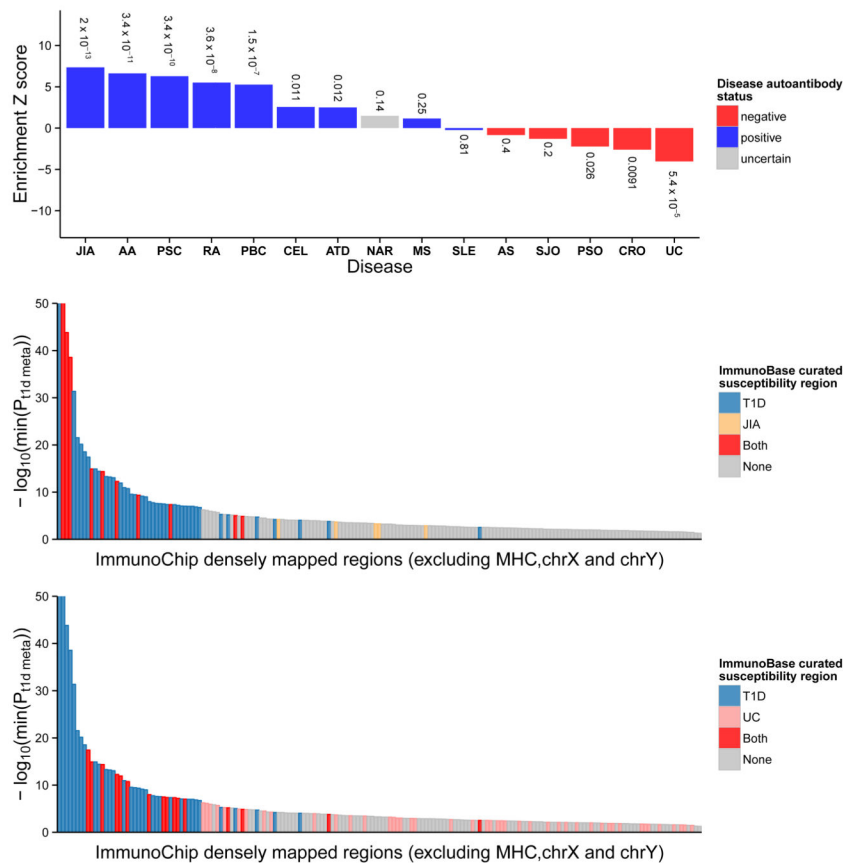 Enrichment Z score
10
5
0
−5
−10
2 x 10⁻¹³
3.4 x 10⁻¹¹
3.4 x 10⁻¹⁰
3.6 x 10⁻⁸
1.5 x 10⁻⁷
0.011
0.012
0.14
0.25
0.81
0.4
0.2
0.026
0.0091
5.4 x 10⁻⁵
JIA AA PSC RA PBC CEL ATD NAR MS SLE AS SJO PSO CRO UC
Disease
Disease autoantibody
status
negative
positive
uncertain
− log₁₀(min(Pt1d meta))
50
40
30
20
10
0
ImmunoChip densely mapped regions (excluding MHC,chrX and chrY)
ImmunoBase curated
susceptibility region
T1D
JIA
Both
None
− log₁₀(min(Pt1d meta))
50
40
30
20
10
0
ImmunoChip densely mapped regions (excluding MHC,chrX and chrY)
ImmunoBase curated
susceptibility region
T1D
UC
Both
None